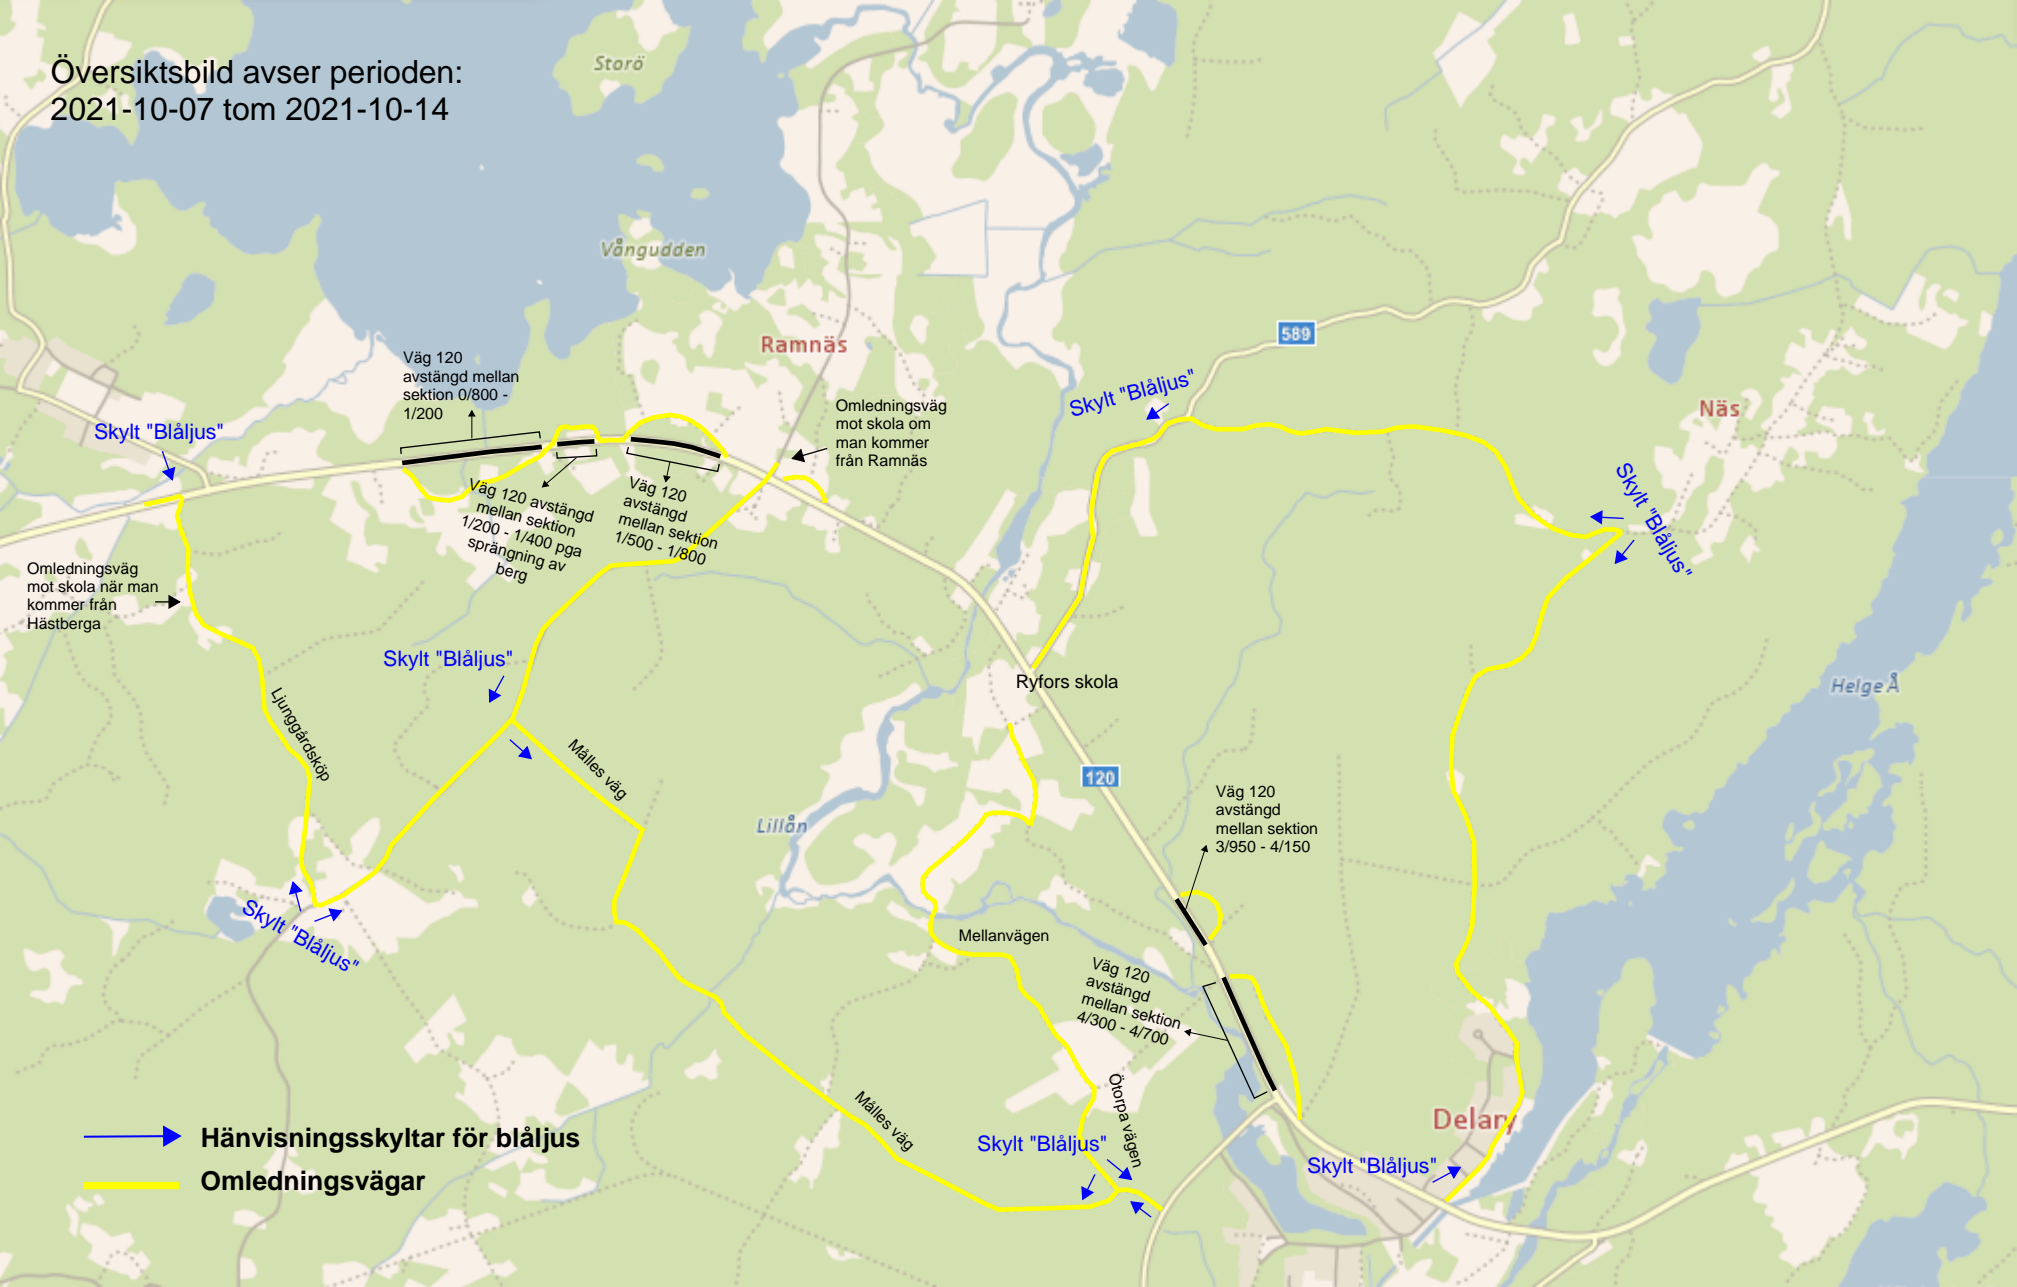 Översiktsbild avser perioden:
2021-10-07 tom 2021-10-14
Storö
Vångudden
Ramnäs
589
Väg 120
avstängd mellan
sektion 0/800 -
1/200
Skylt "Blåljus"
Omledningsväg
mot skola om
man kommer
från Ramnäs
Skylt "Blåljus"
Näs
Skylt "Blåljus"
Väg 120 avstängd
mellan sektion
1/200 - 1/400 pga
sprängning av
berg
Väg 120
avstängd
mellan sektion
1/500 - 1/800
Omledningsväg
mot skola när man
kommer från
Hästberga
Skylt "Blåljus"
Ryfors skola
Helge Å
Ljunggårdsköp
Målles väg
120
Lillån
Väg 120
avstängd
mellan sektion
3/950 - 4/150
Skylt "Blåljus"
Mellanvägen
Väg 120
avstängd
mellan sektion
4/300 - 4/700
Ötorpa vägen
Målles väg
Delary
Skylt "Blåljus"
Skylt "Blåljus"
Hänvisningsskyltar för blåljus
Omledningsvägar